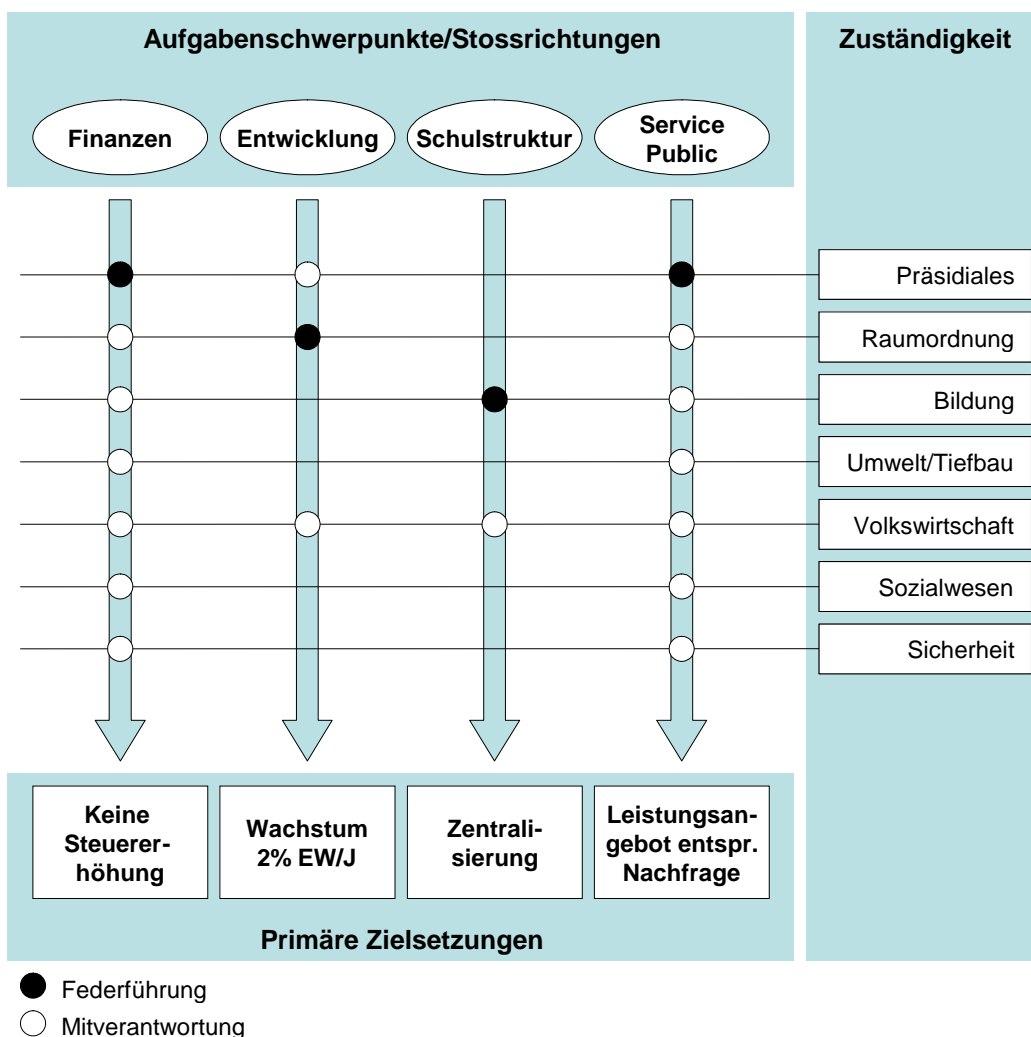 Aufgabenschwerpunkte/Stossrichtungen
Zuständigkeit
Finanzen
Entwicklung
Schulstruktur
Service
Public
Präsidiales
Raumordnung
Bildung
Umwelt/Tiefbau
Volkswirtschaft
Sozialwesen
Sicherheit
Keine
Steuerer-
höhung
Wachstum
2% EW/J
Zentrali-
sierung
Leistungsan-
gebot entspr.
Nachfrage
Primäre Zielsetzungen
Federführung
Mitverantwortung